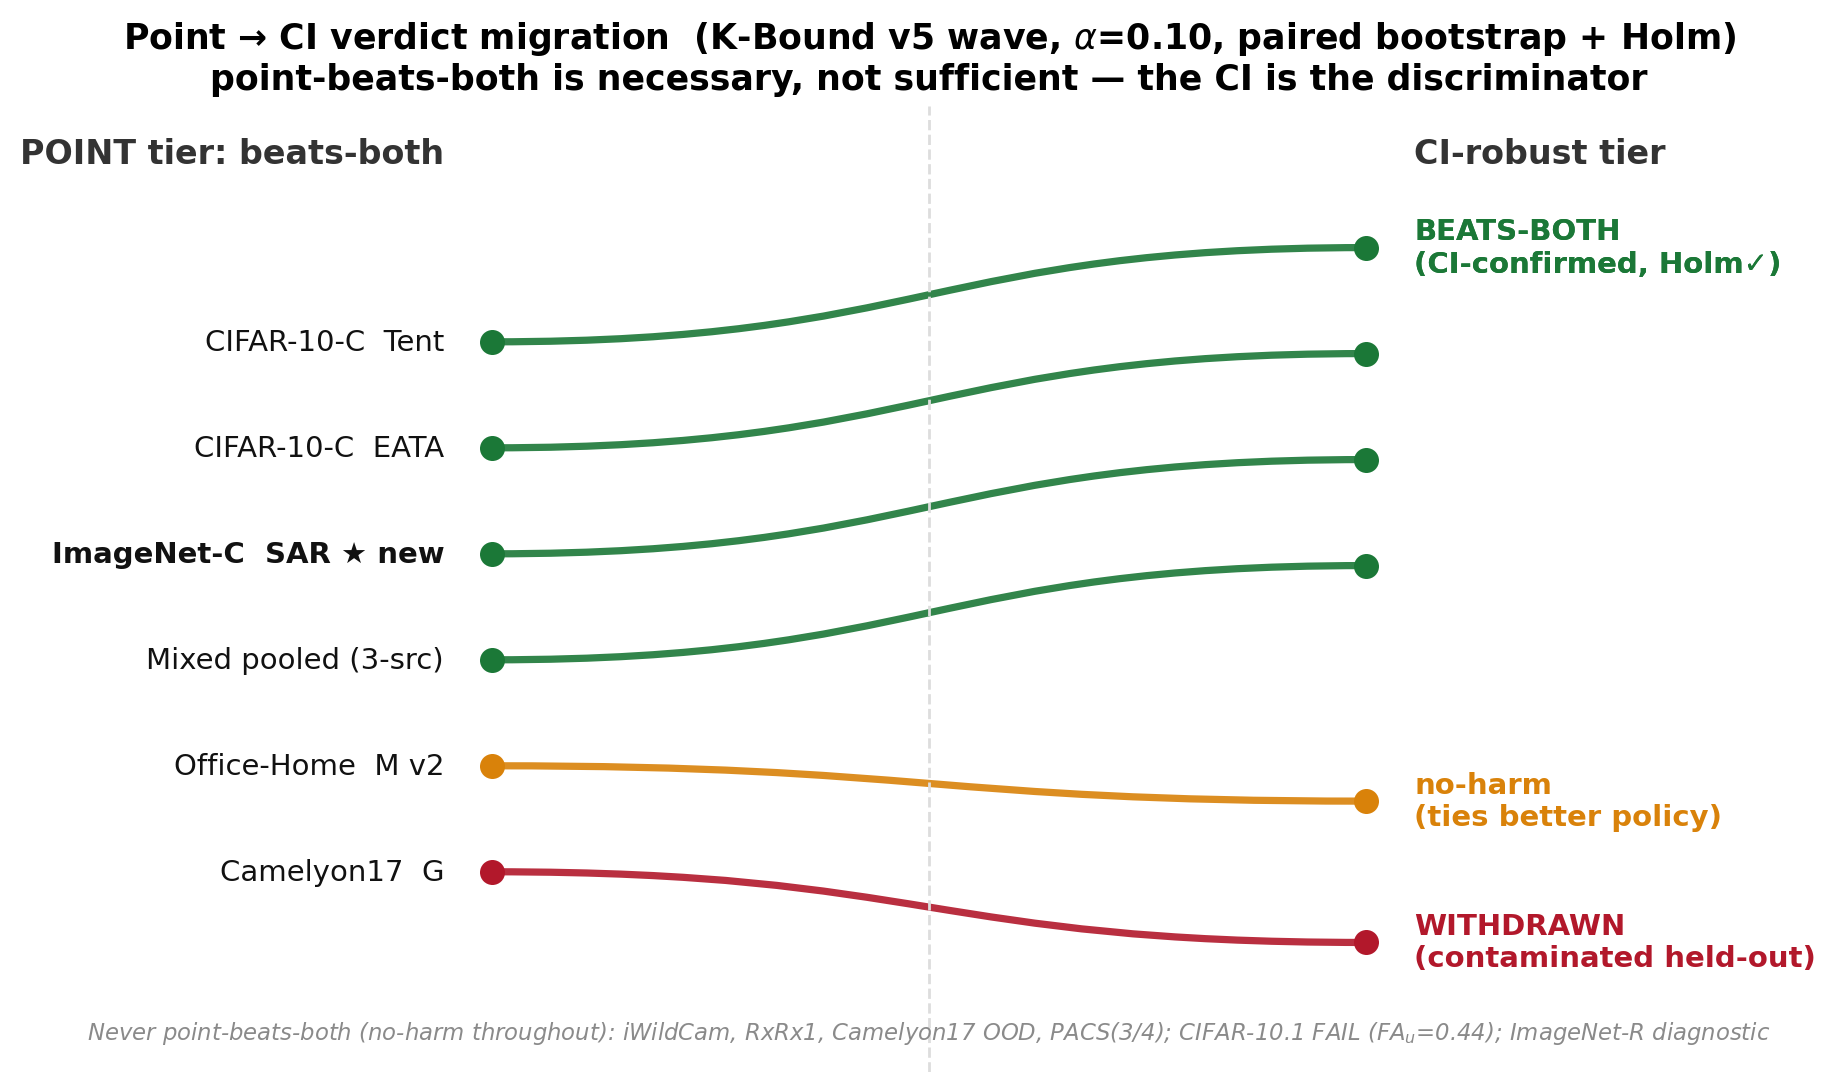 Point → CI verdict migration (K-Bound v5 wave, α=0.10, paired bootstrap + Holm)
point-beats-both is necessary, not sufficient — the CI is the discriminator
POINT tier: beats-both
CI-robust tier
BEATS-BOTH
(CI-confirmed, Holm✓)
CIFAR-10-C Tent
CIFAR-10-C EATA
ImageNet-C SAR ★ new
Mixed pooled (3-src)
Office-Home M v2
no-harm
(ties better policy)
Camelyon17 G
WITHDRAWN
(contaminated held-out)
Never point-beats-both (no-harm throughout): iWildCam, RxRx1, Camelyon17 OOD, PACS(3/4); CIFAR-10.1 FAIL (FAᵤ=0.44); ImageNet-R diagnostic